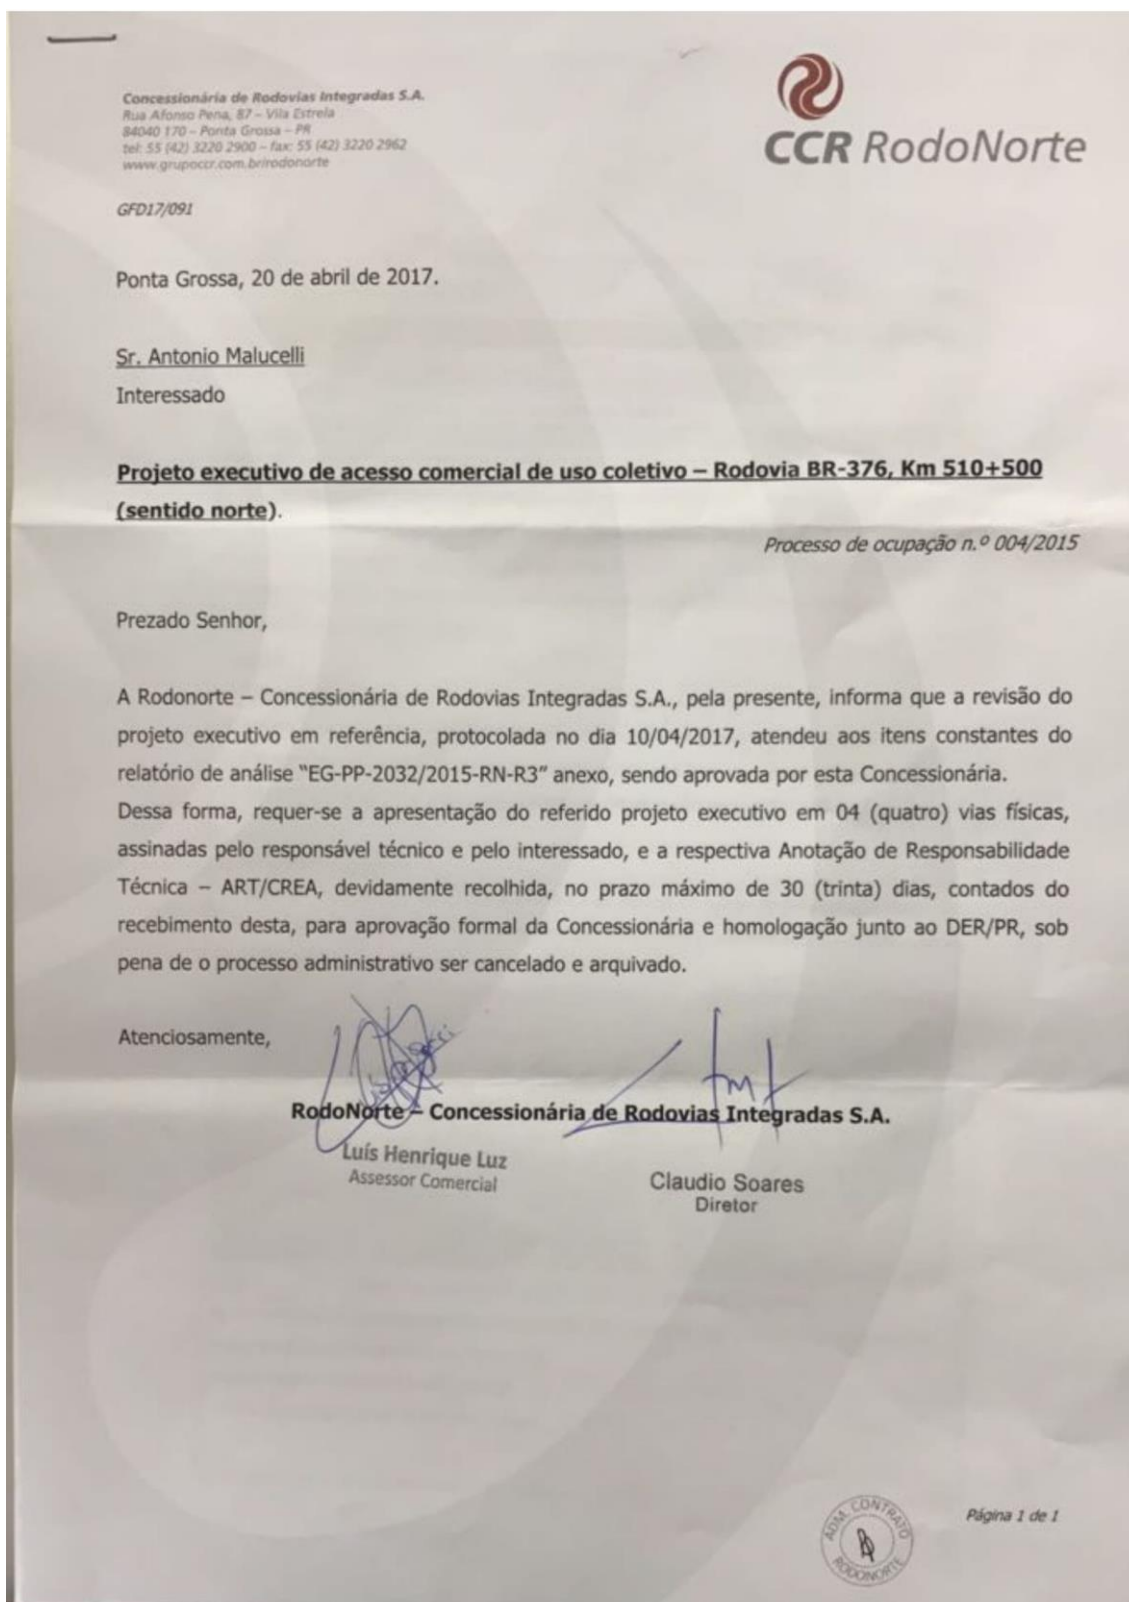 Concessionária de Rodovias Integradas S.A.
Rua Afonso Pena, 87 – Vila Estrela
84040 170 – Ponta Grossa – PR
tel: 55 (42) 3220 2900 – fax: 55 (42) 3220 2962
www.grupoccr.com.br/rodonorte
CCR RodoNorte
GFD17/091
Ponta Grossa, 20 de abril de 2017.
Sr. Antonio Malucelli
Interessado
Projeto executivo de acesso comercial de uso coletivo – Rodovia BR-376, Km 510+500
(sentido norte).
Processo de ocupação n.º 004/2015
Prezado Senhor,
A Rodonorte – Concessionária de Rodovias Integradas S.A., pela presente, informa que a revisão do
projeto executivo em referência, protocolada no dia 10/04/2017, atendeu aos itens constantes do
relatório de análise "EG-PP-2032/2015-RN-R3" anexo, sendo aprovada por esta Concessionária.
Dessa forma, requer-se a apresentação do referido projeto executivo em 04 (quatro) vias físicas,
assinadas pelo responsável técnico e pelo interessado, e a respectiva Anotação de Responsabilidade
Técnica – ART/CREA, devidamente recolhida, no prazo máximo de 30 (trinta) dias, contados do
recebimento desta, para aprovação formal da Concessionária e homologação junto ao DER/PR, sob
pena de o processo administrativo ser cancelado e arquivado.
Atenciosamente,
RodoNorte – Concessionária de Rodovias Integradas S.A.
Luís Henrique Luz
Assessor Comercial
Claudio Soares
Diretor
ADM. CONTRATO
RODONORTE
Página 1 de 1